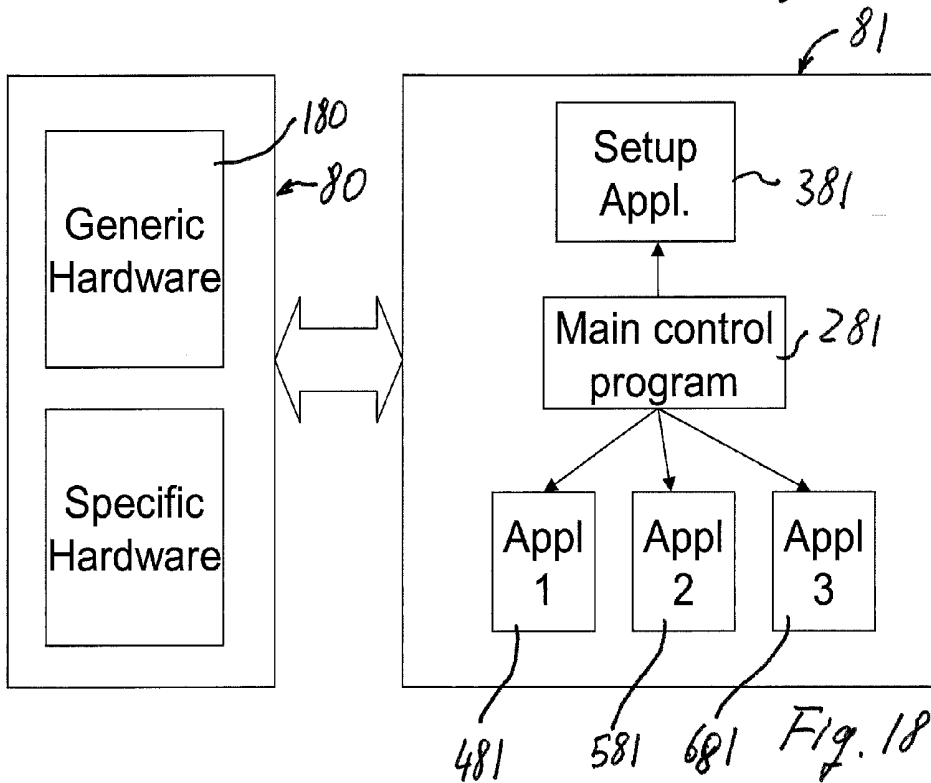 81
180
80
Generic
Hardware
Specific
Hardware
Setup
Appl.
381
Main control
program
281
Appl
1
Appl
2
Appl
3
481
581
681
Fig. 18